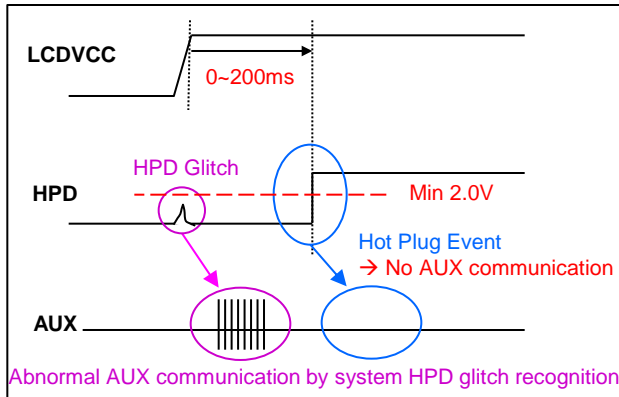 LCDVCC
0~200ms
HPD Glitch
HPD
Min 2.0V
Hot Plug Event
→ No AUX communication
AUX
Abnormal AUX communication by system HPD glitch recognition